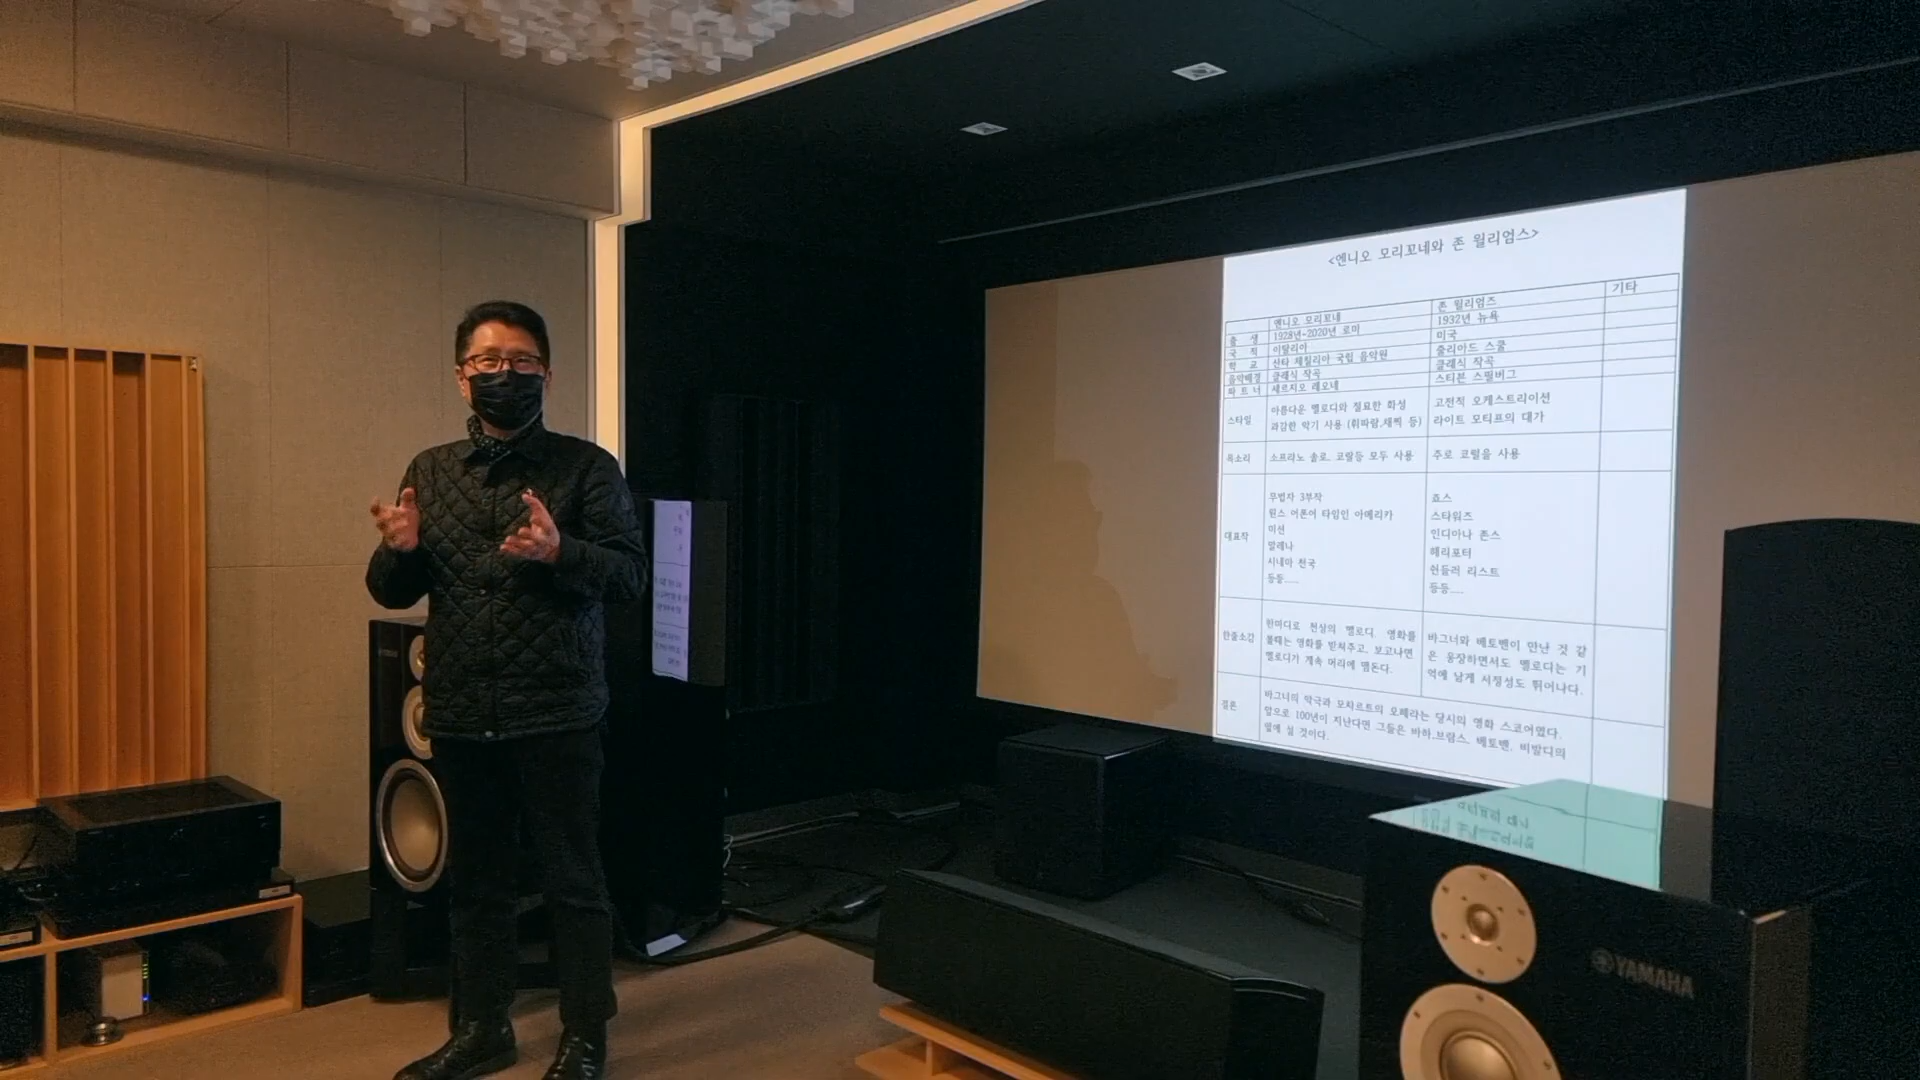 <엔니오 모리꼬네와 존 윌리엄스>
엔니오 모리꼬네 존 윌리엄즈 기타
출 생 1928년-2020년 로마 1932년 뉴욕
국 적 이탈리아 미국
학 교 산타 체칠리아 국립 음악원 줄리아드 스쿨
음악배경 클래식 작곡 클래식 작곡
파 트 너 세르지오 레오네 스티븐 스필버그
스타일 아름다운 멜로디와 절묘한 화성 고전적 오케스트리이션
과감한 악기 사용 (휘파람,채찍 등) 라이트 모티프의 대가
목소리 소프라노 솔로, 코랄등 모두 사용 주로 코럴을 사용
무법자 3부작 죠스
원스 어폰어 타임인 아메리카 스타워즈
대표작 미션 인디아나 존스
말레나 해리포터
시네마 천국 쉰들러 리스트
등등..... 등등....
한줄소감 한마디로 천상의 멜로디 영화를 바그너와 베토벤이 만난 것 같
볼때는 영화를 받쳐주고, 보고나면 은 웅장하면서도 멜로디는 기
멜로디가 계속 머리에 맴돈다. 억에 남게 서정성도 뛰어나다.
결론 바그너의 악극과 모차르트의 오페라는 당시의 영화 스코어였다.
앞으로 100년이 지난다면 그들은 바하,브람스, 베토벤, 비발디의
옆에 설 것이다.
YAMAHA